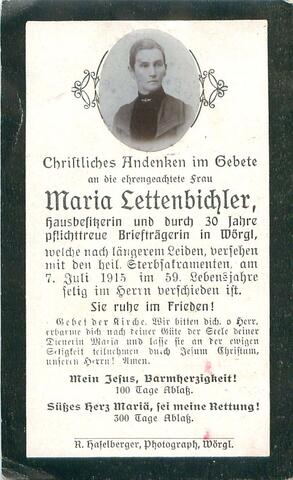 Christliches Andenken im Gebete
an die ehrengeachtete Frau
Maria Lettenbichler,
Hausbesitzerin und durch 30 Jahre
pflichttreue Briefträgerin in Wörgl,
welche nach längerem Leiden, versehen
mit den heil. Sterbsakramenten, am
7. Juli 1915 im 59. Lebensjahre
selig im Herrn verschieden ist.
Sie ruhe im Frieden!
Gebet der Kirche. Wir bitten dich, o Herr,
erbarme dich nach deiner Güte der Seele deiner
Dienerin Maria und lasse sie an der ewigen
Seligkeit teilnehmen durch Jesum Christum,
unseren Herrn! Amen.
Mein Jesus, Barmherzigkeit!
100 Tage Ablaß.
Süßes Herz Mariä, sei meine Rettung!
300 Tage Ablaß.
R. Haselberger, Photograph, Wörgl.